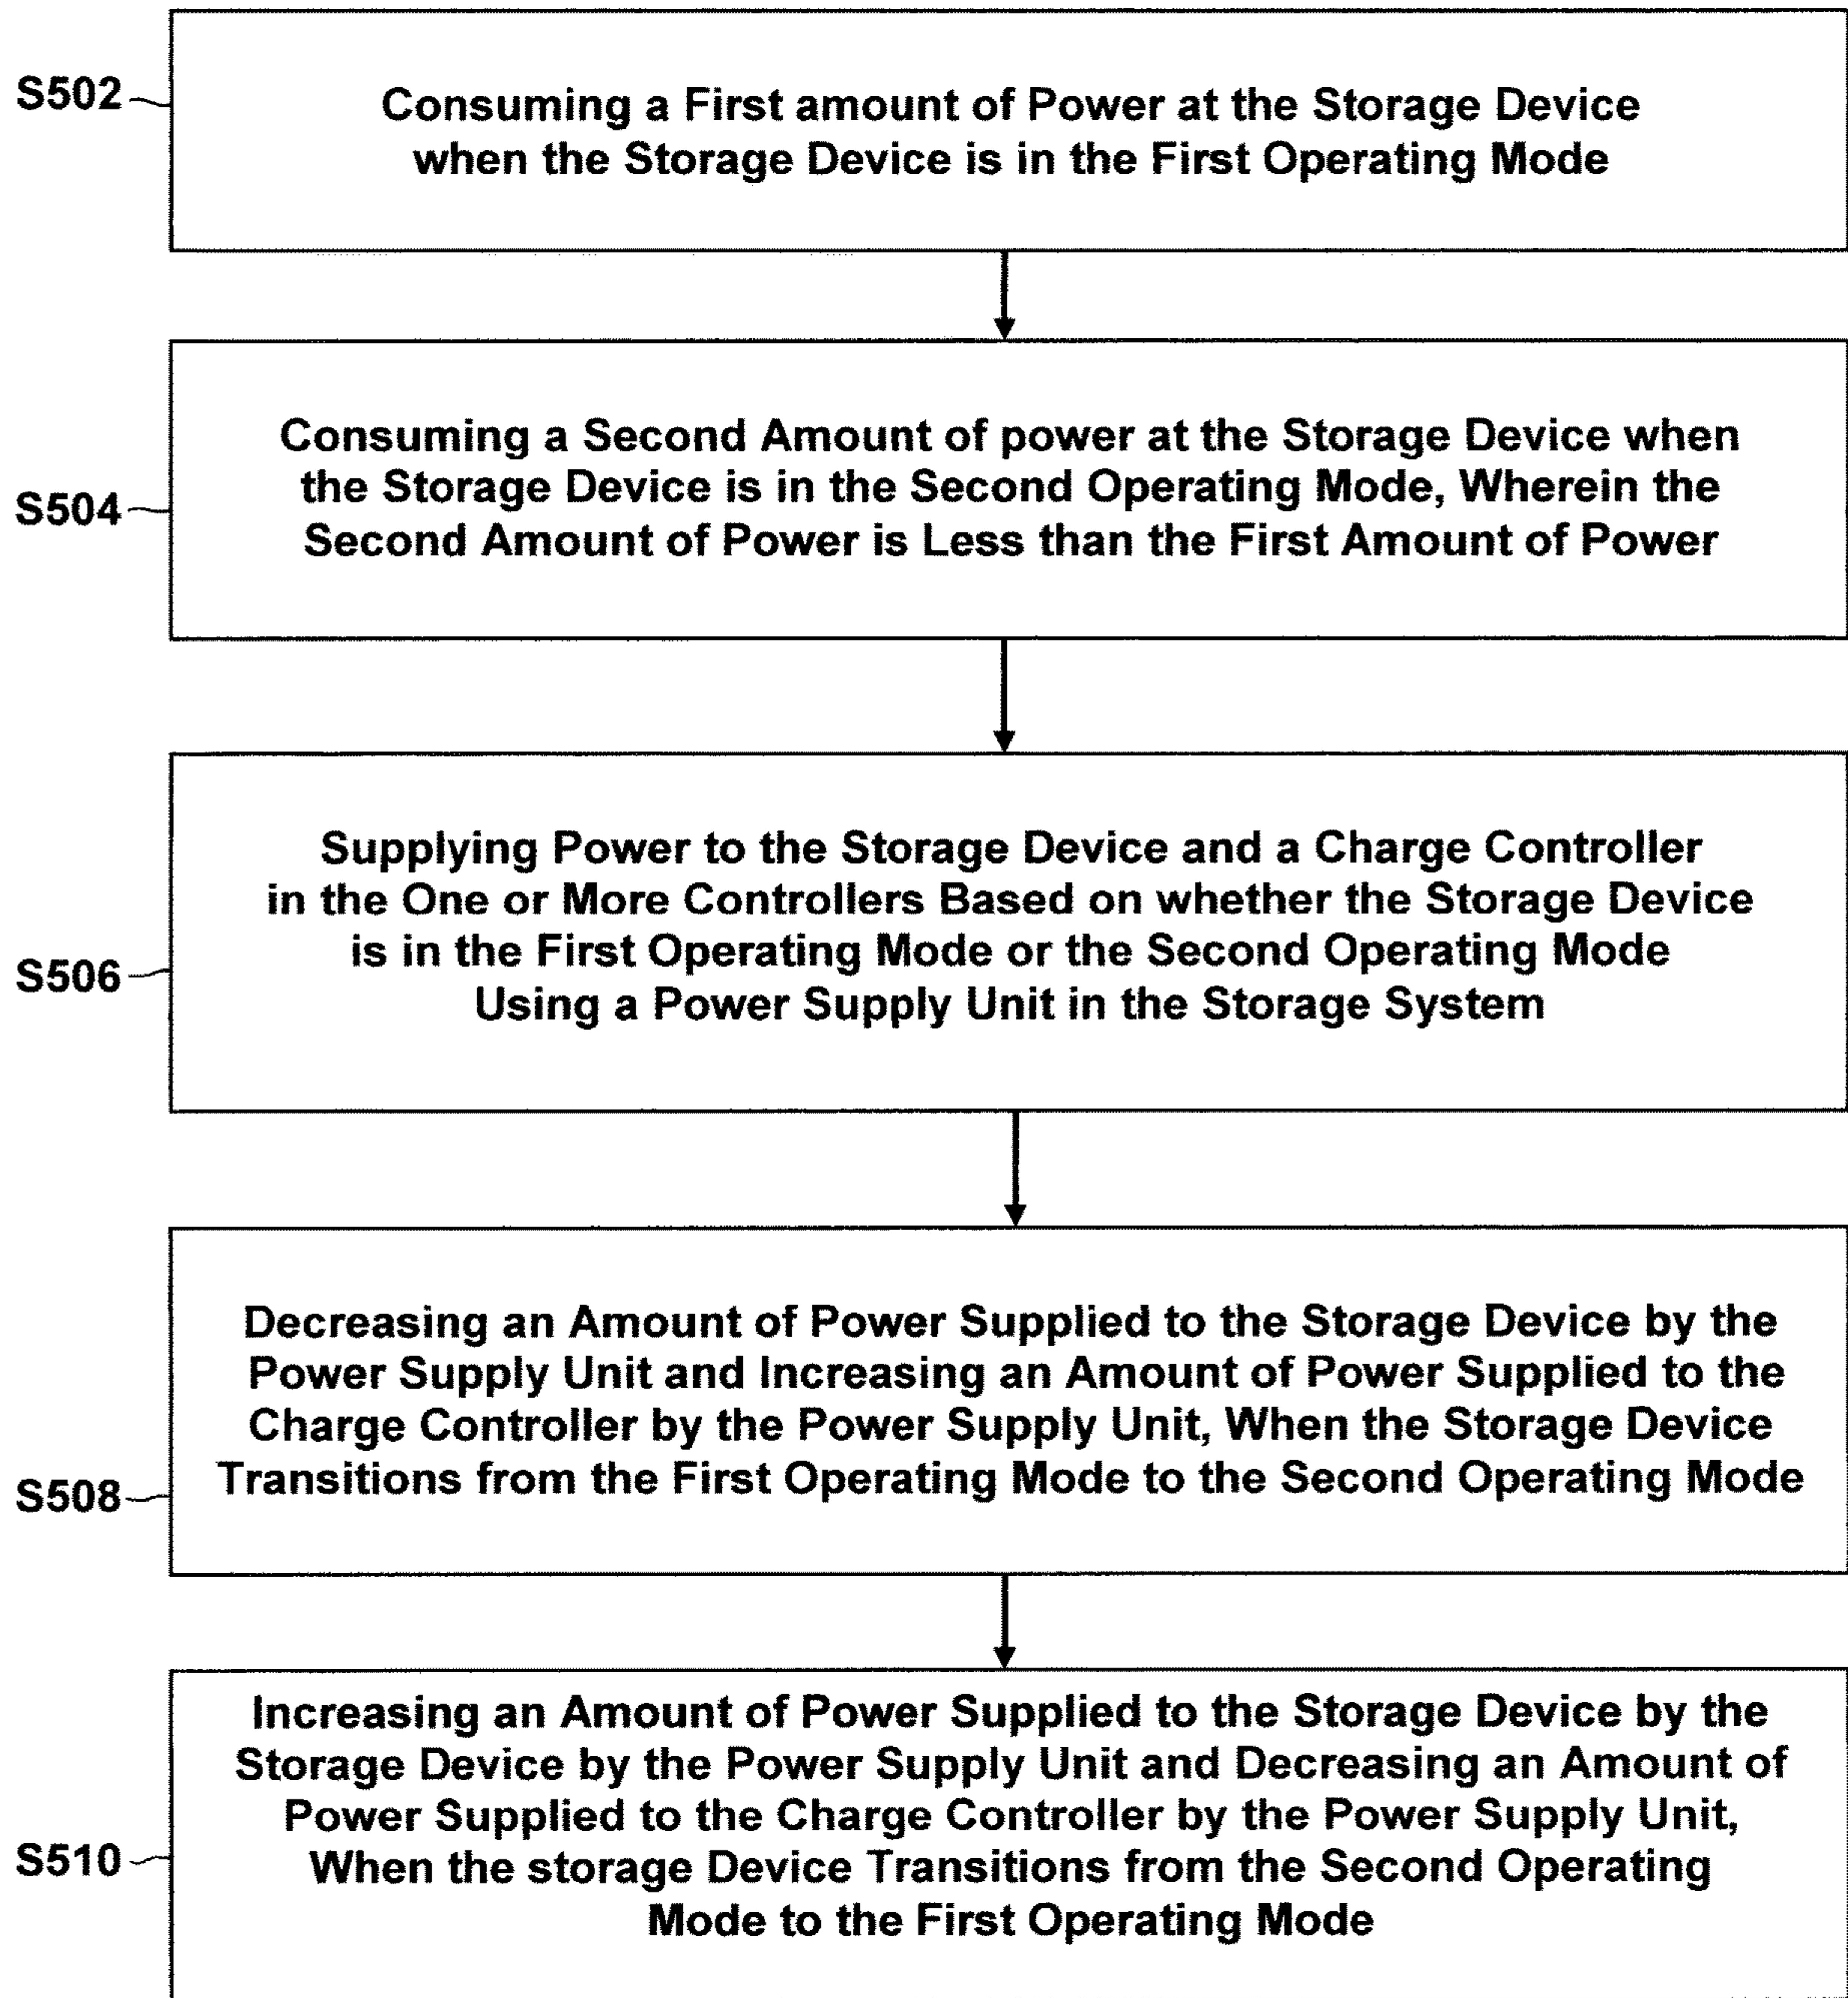 S502
Consuming a First amount of Power at the Storage Device
when the Storage Device is in the First Operating Mode
S504
Consuming a Second Amount of power at the Storage Device when
the Storage Device is in the Second Operating Mode, Wherein the
Second Amount of Power is Less than the First Amount of Power
S506
Supplying Power to the Storage Device and a Charge Controller
in the One or More Controllers Based on whether the Storage Device
is in the First Operating Mode or the Second Operating Mode
Using a Power Supply Unit in the Storage System
S508
Decreasing an Amount of Power Supplied to the Storage Device by the
Power Supply Unit and Increasing an Amount of Power Supplied to the
Charge Controller by the Power Supply Unit, When the Storage Device
Transitions from the First Operating Mode to the Second Operating Mode
S510
Increasing an Amount of Power Supplied to the Storage Device by the
Storage Device by the Power Supply Unit and Decreasing an Amount of
Power Supplied to the Charge Controller by the Power Supply Unit,
When the storage Device Transitions from the Second Operating
Mode to the First Operating Mode